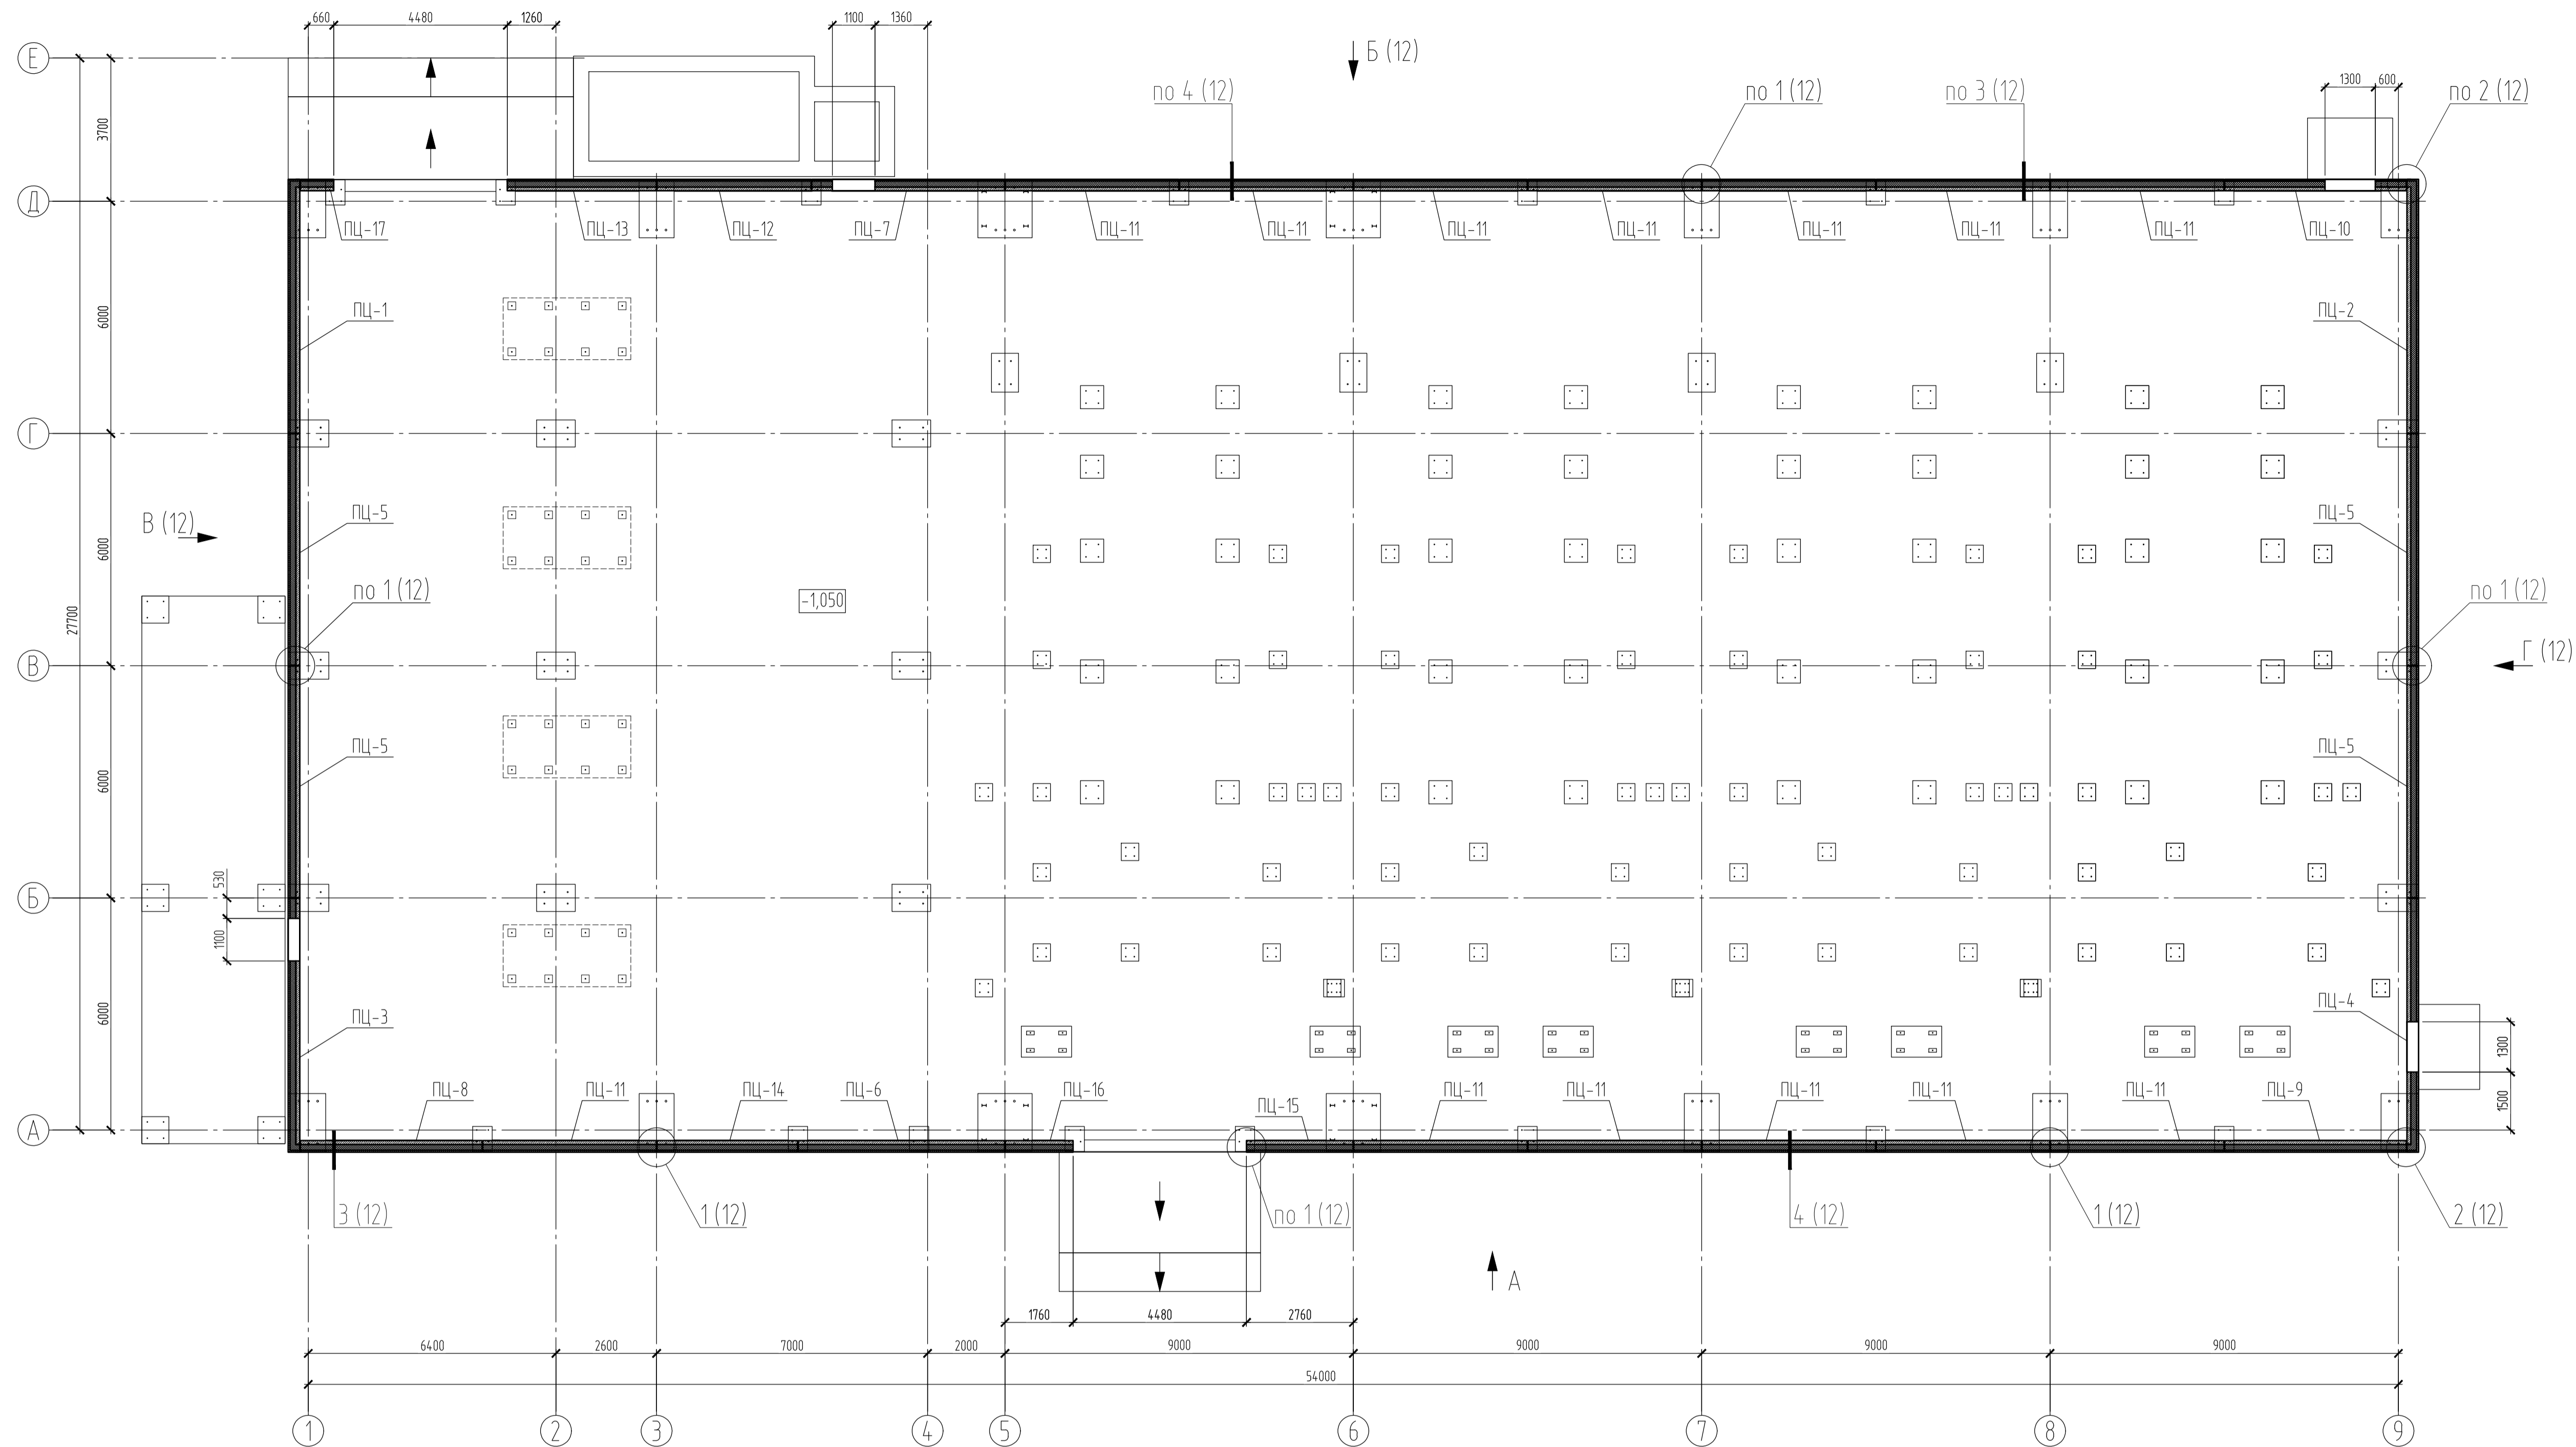 660 4480 1260 1100 1360
Е
Б (12)
1300 600
по 4 (12) по 1 (12) по 3 (12) по 2 (12)
3700
Д
ПЦ-17 ПЦ-13 ПЦ-12 ПЦ-7 ПЦ-11 ПЦ-11 ПЦ-11 ПЦ-11 ПЦ-11 ПЦ-11 ПЦ-11 ПЦ-10
6000
ПЦ-1 ПЦ-2
Г
ПЦ-5 ПЦ-5
В (12)
6000
по 1 (12) -1,050 по 1 (12)
27700
В
Г (12)
ПЦ-5 ПЦ-5
6000
530
Б
1100
ПЦ-3 ПЦ-4
6000
1300
ПЦ-8 ПЦ-11 ПЦ-14 ПЦ-6 ПЦ-16 ПЦ-15 ПЦ-11 ПЦ-11 ПЦ-11 ПЦ-11 ПЦ-11 ПЦ-9
1500
А
3 (12) 1 (12) по 1 (12) 4 (12) 1 (12) 2 (12)
А
1760 4480 2760
6400 2600 7000 2000 9000 9000 9000 9000
54000
1 2 3 4 5 6 7 8 9